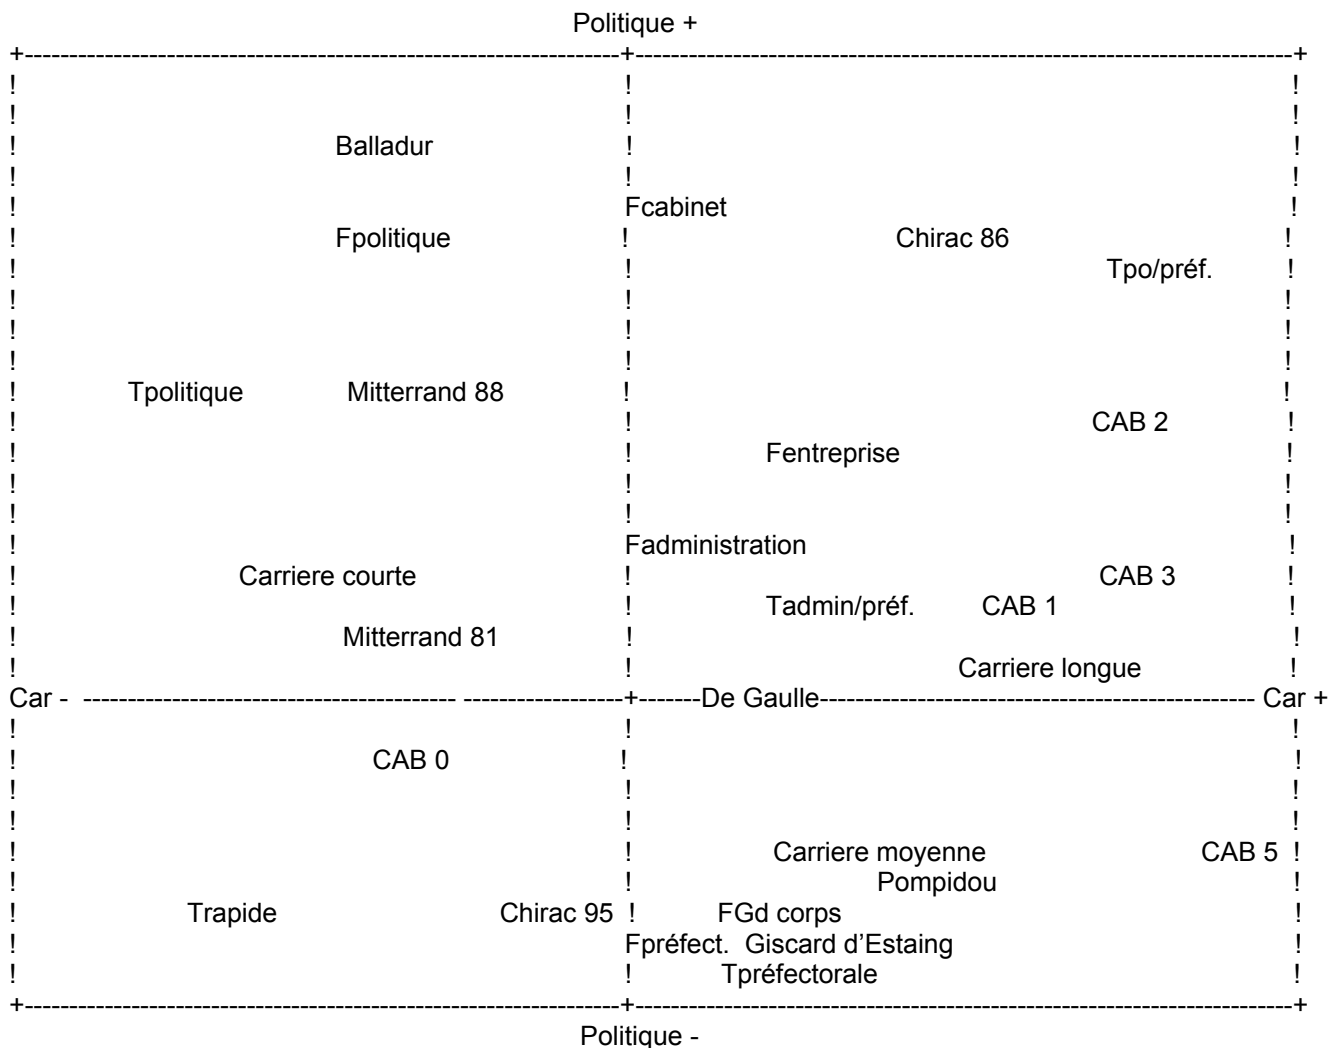 Politique +
Balladur
Fcabinet
Fpolitique Chirac 86
Tpo/préf.
Tpolitique Mitterrand 88
CAB 2
Fentreprise
Fadministration
Carriere courte CAB 3
Tadmin/préf. CAB 1
Mitterrand 81
Carriere longue
Car - De Gaulle Car +
CAB 0
Carriere moyenne CAB 5
Pompidou
Trapide Chirac 95 FGd corps
Fpréfect. Giscard d’Estaing
Tpréfectorale
Politique -